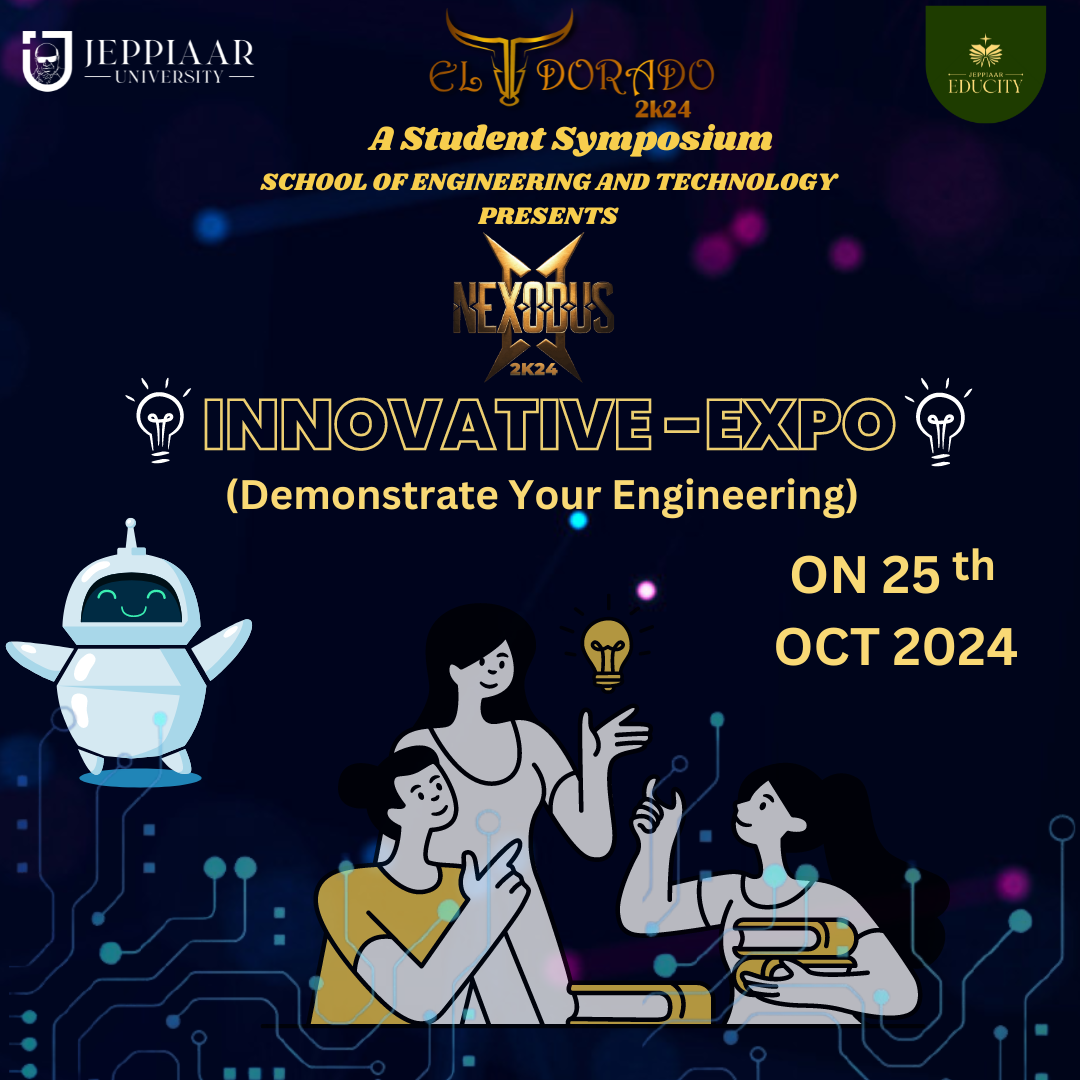 JEPPIAAR
UNIVERSITY
EL DORADO
2k24
JEPPIAAR
EDUCITY
A Student Symposium
SCHOOL OF ENGINEERING AND TECHNOLOGY
PRESENTS
NEXODUS
2K24
INNOVATIVE -EXPO
(Demonstrate Your Engineering)
ON 25 th
OCT 2024